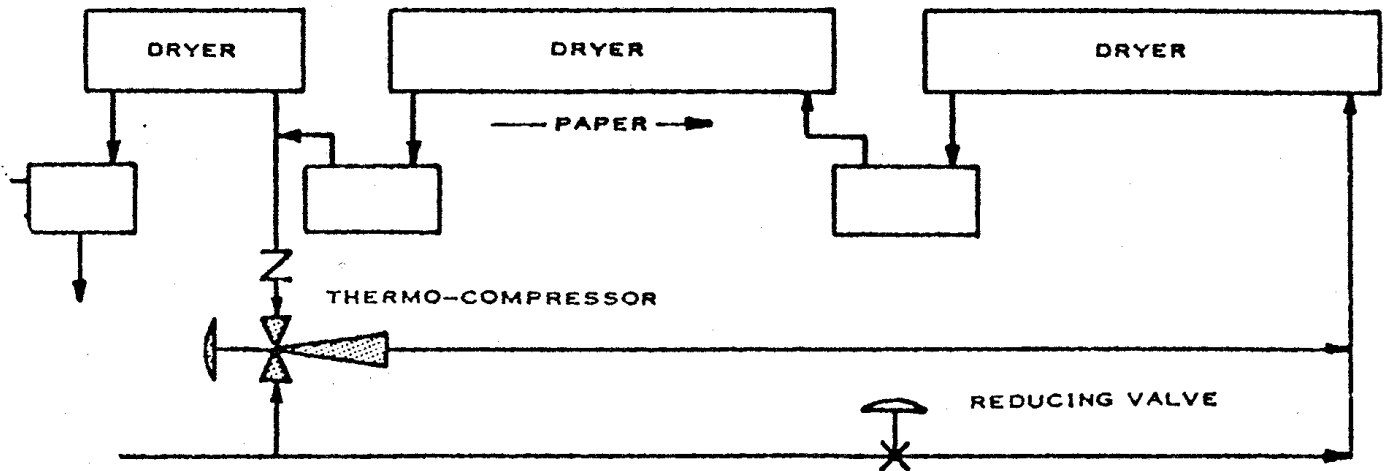 DRYER
DRYER
DRYER
PAPER
THERMO-COMPRESSOR
REDUCING VALVE